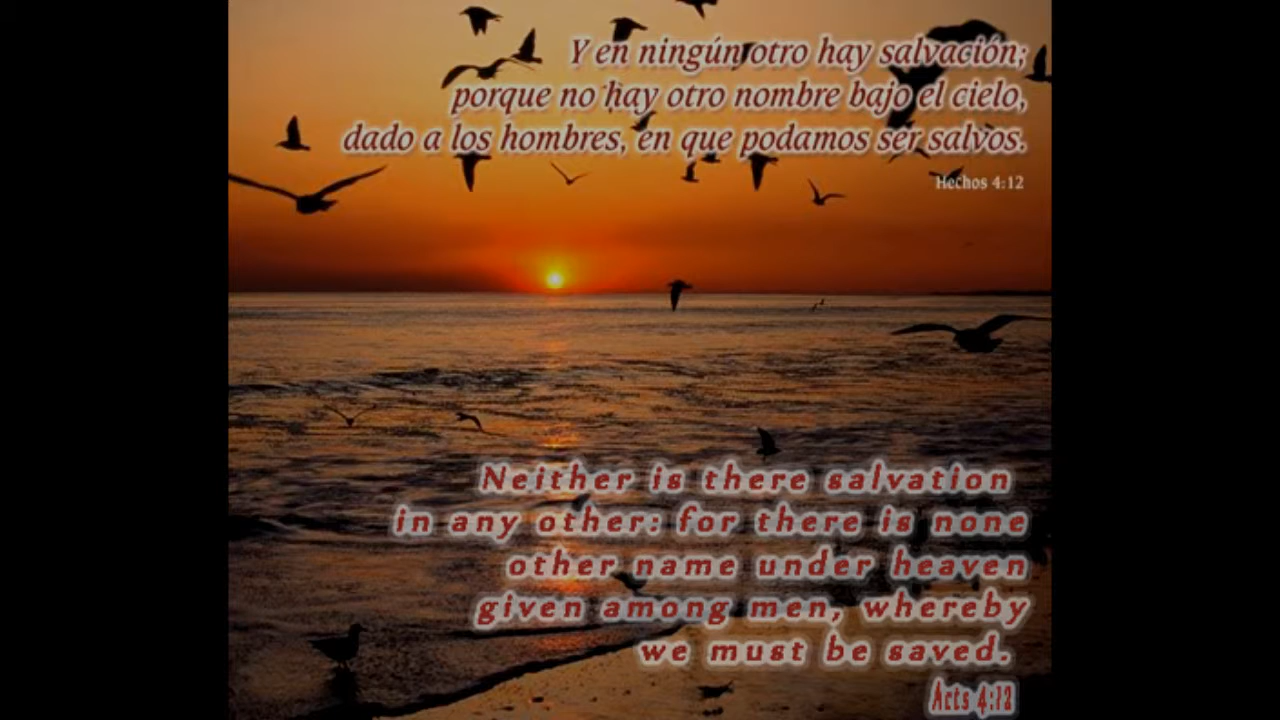 Y en ningún otro hay salvación;
porque no hay otro nombre bajo el cielo,
dado a los hombres, en que podamos ser salvos.
Hechos 4:12
Neither is there salvation
in any other: for there is none
other name under heaven
given among men, whereby
we must be saved.
Acts 4:12